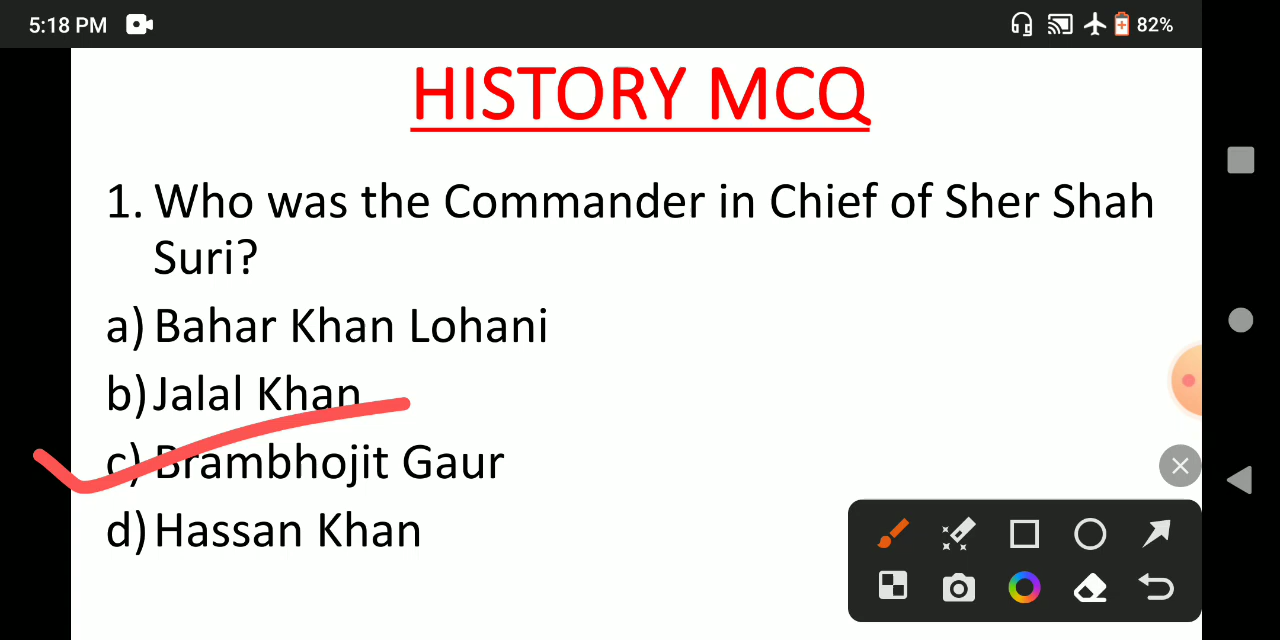 5:18 PM
82%
HISTORY MCQ
1. Who was the Commander in Chief of Sher Shah
Suri?
a) Bahar Khan Lohani
b) Jalal Khan
c) Brambhojit Gaur
d) Hassan Khan